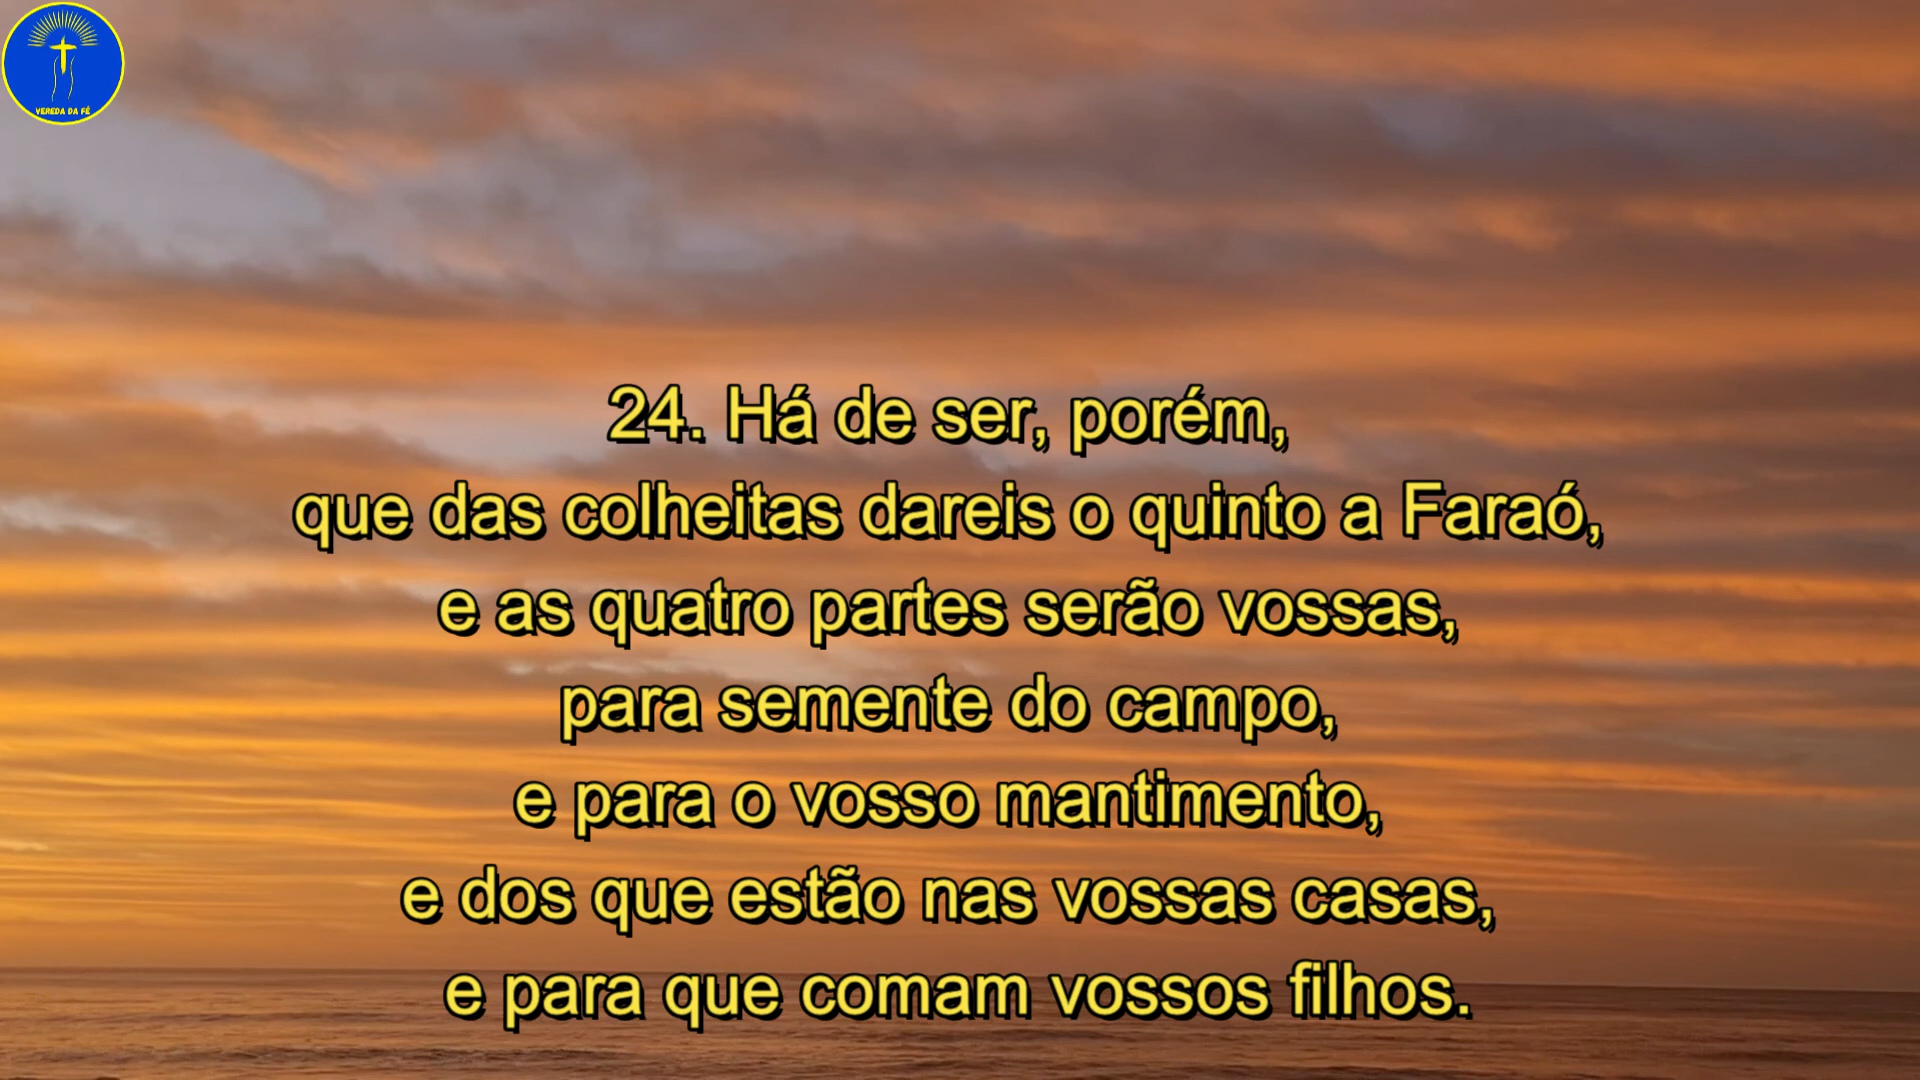 VEREDA DA FÉ
24. Há de ser, porém,
que das colheitas dareis o quinto a Faraó,
e as quatro partes serão vossas,
para semente do campo,
e para o vosso mantimento,
e dos que estão nas vossas casas,
e para que comam vossos filhos.